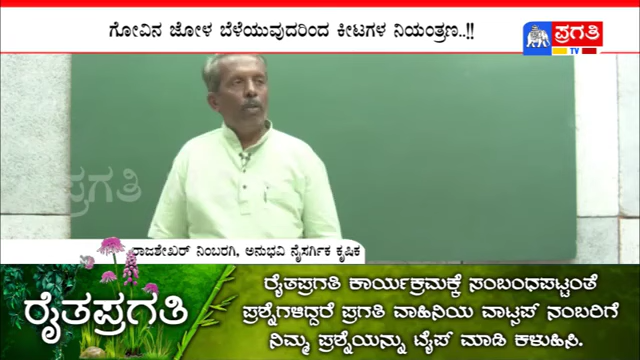 ಗೋವಿನ ಜೋಳ ಬೆಳೆಯುವುದರಿಂದ ಕೀಟಗಳ ನಿಯಂತ್ರಣ..!!
ಪ್ರಗತಿ
TV
ಪ್ರಗತಿ
ರಾಜಶೇಖರ್ ನಿಂಬರಗಿ, ಅನುಭವಿ ನೈಸರ್ಗಿಕ ಕೃಷಿಕ
ರೈತಪ್ರಗತಿ
ರೈತಪ್ರಗತಿ ಕಾರ್ಯಕ್ರಮಕ್ಕೆ ಸಂಬಂಧಪಟ್ಟಂತೆ
ಪ್ರಶ್ನೆಗಳಿದ್ದರೆ ಪ್ರಗತಿ ವಾಹಿನಿಯ ವಾಟ್ಸಪ್ ನಂಬರಿಗೆ
ನಿಮ್ಮ ಪ್ರಶ್ನೆಯನ್ನು ಟೈಪ್ ಮಾಡಿ ಕಳುಹಿಸಿ.